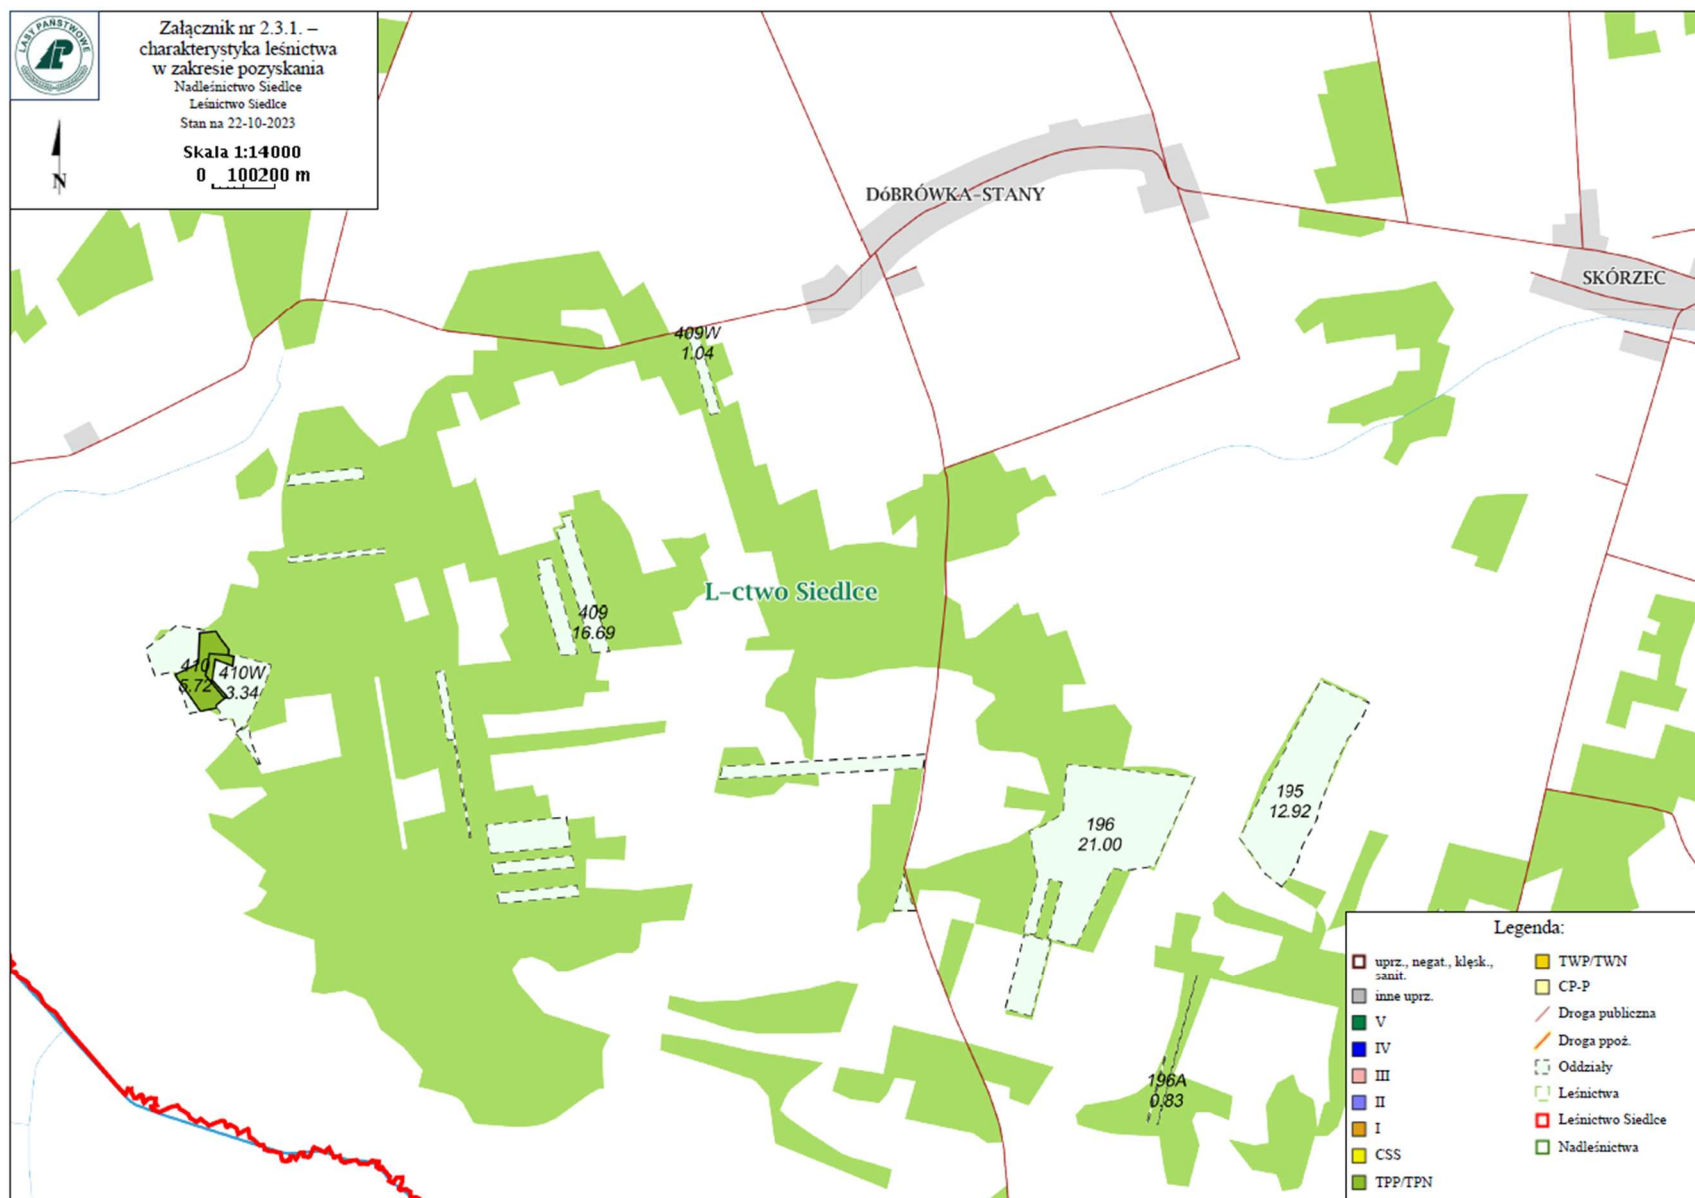 LASY PAŃSTWOWE
Załącznik nr 2.3.1. –
charakterystyka leśnictwa
w zakresie pozyskania
Nadleśnictwo Siedlce
Leśnictwo Siedlce
Stan na 22-10-2023
N
Skala 1:14000
0 100200 m
DóBRÓWKA-STANY
SKÓRZEC
409W
1.04
L-ctwo Siedlce
409
16.69
410
5.72
410W
3.34
195
12.92
196
21.00
196A
0.83
Legenda:
uprz., negat., klęsk.,
sanit.
inne uprz.
V
IV
III
II
I
CSS
TPP/TPN
TWP/TWN
CP-P
Droga publiczna
Droga ppoż.
Oddziały
Leśnictwa
Leśnictwo Siedlce
Nadleśnictwa